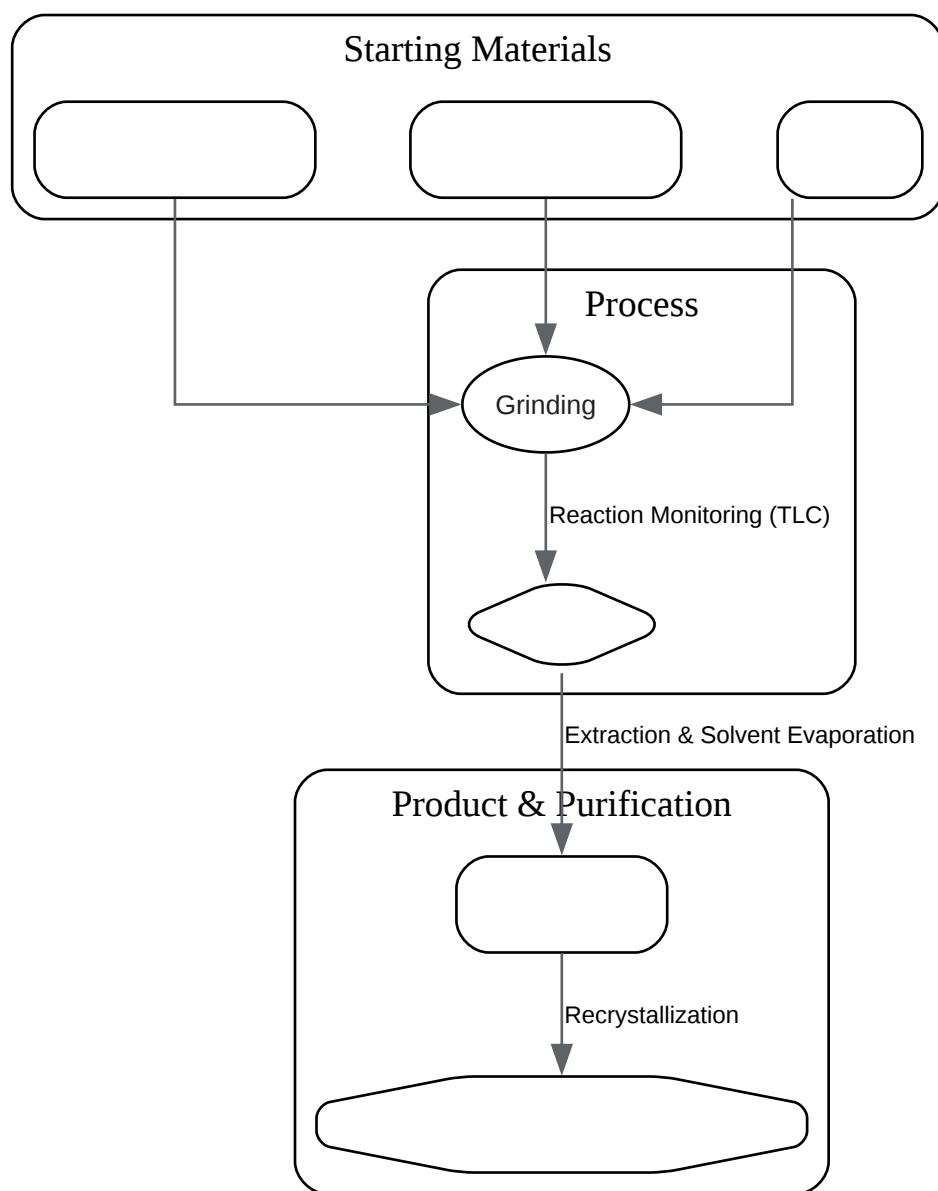 Starting Materials
Process
Grinding
Reaction Monitoring (TLC)
Extraction & Solvent Evaporation
Product & Purification
Recrystallization